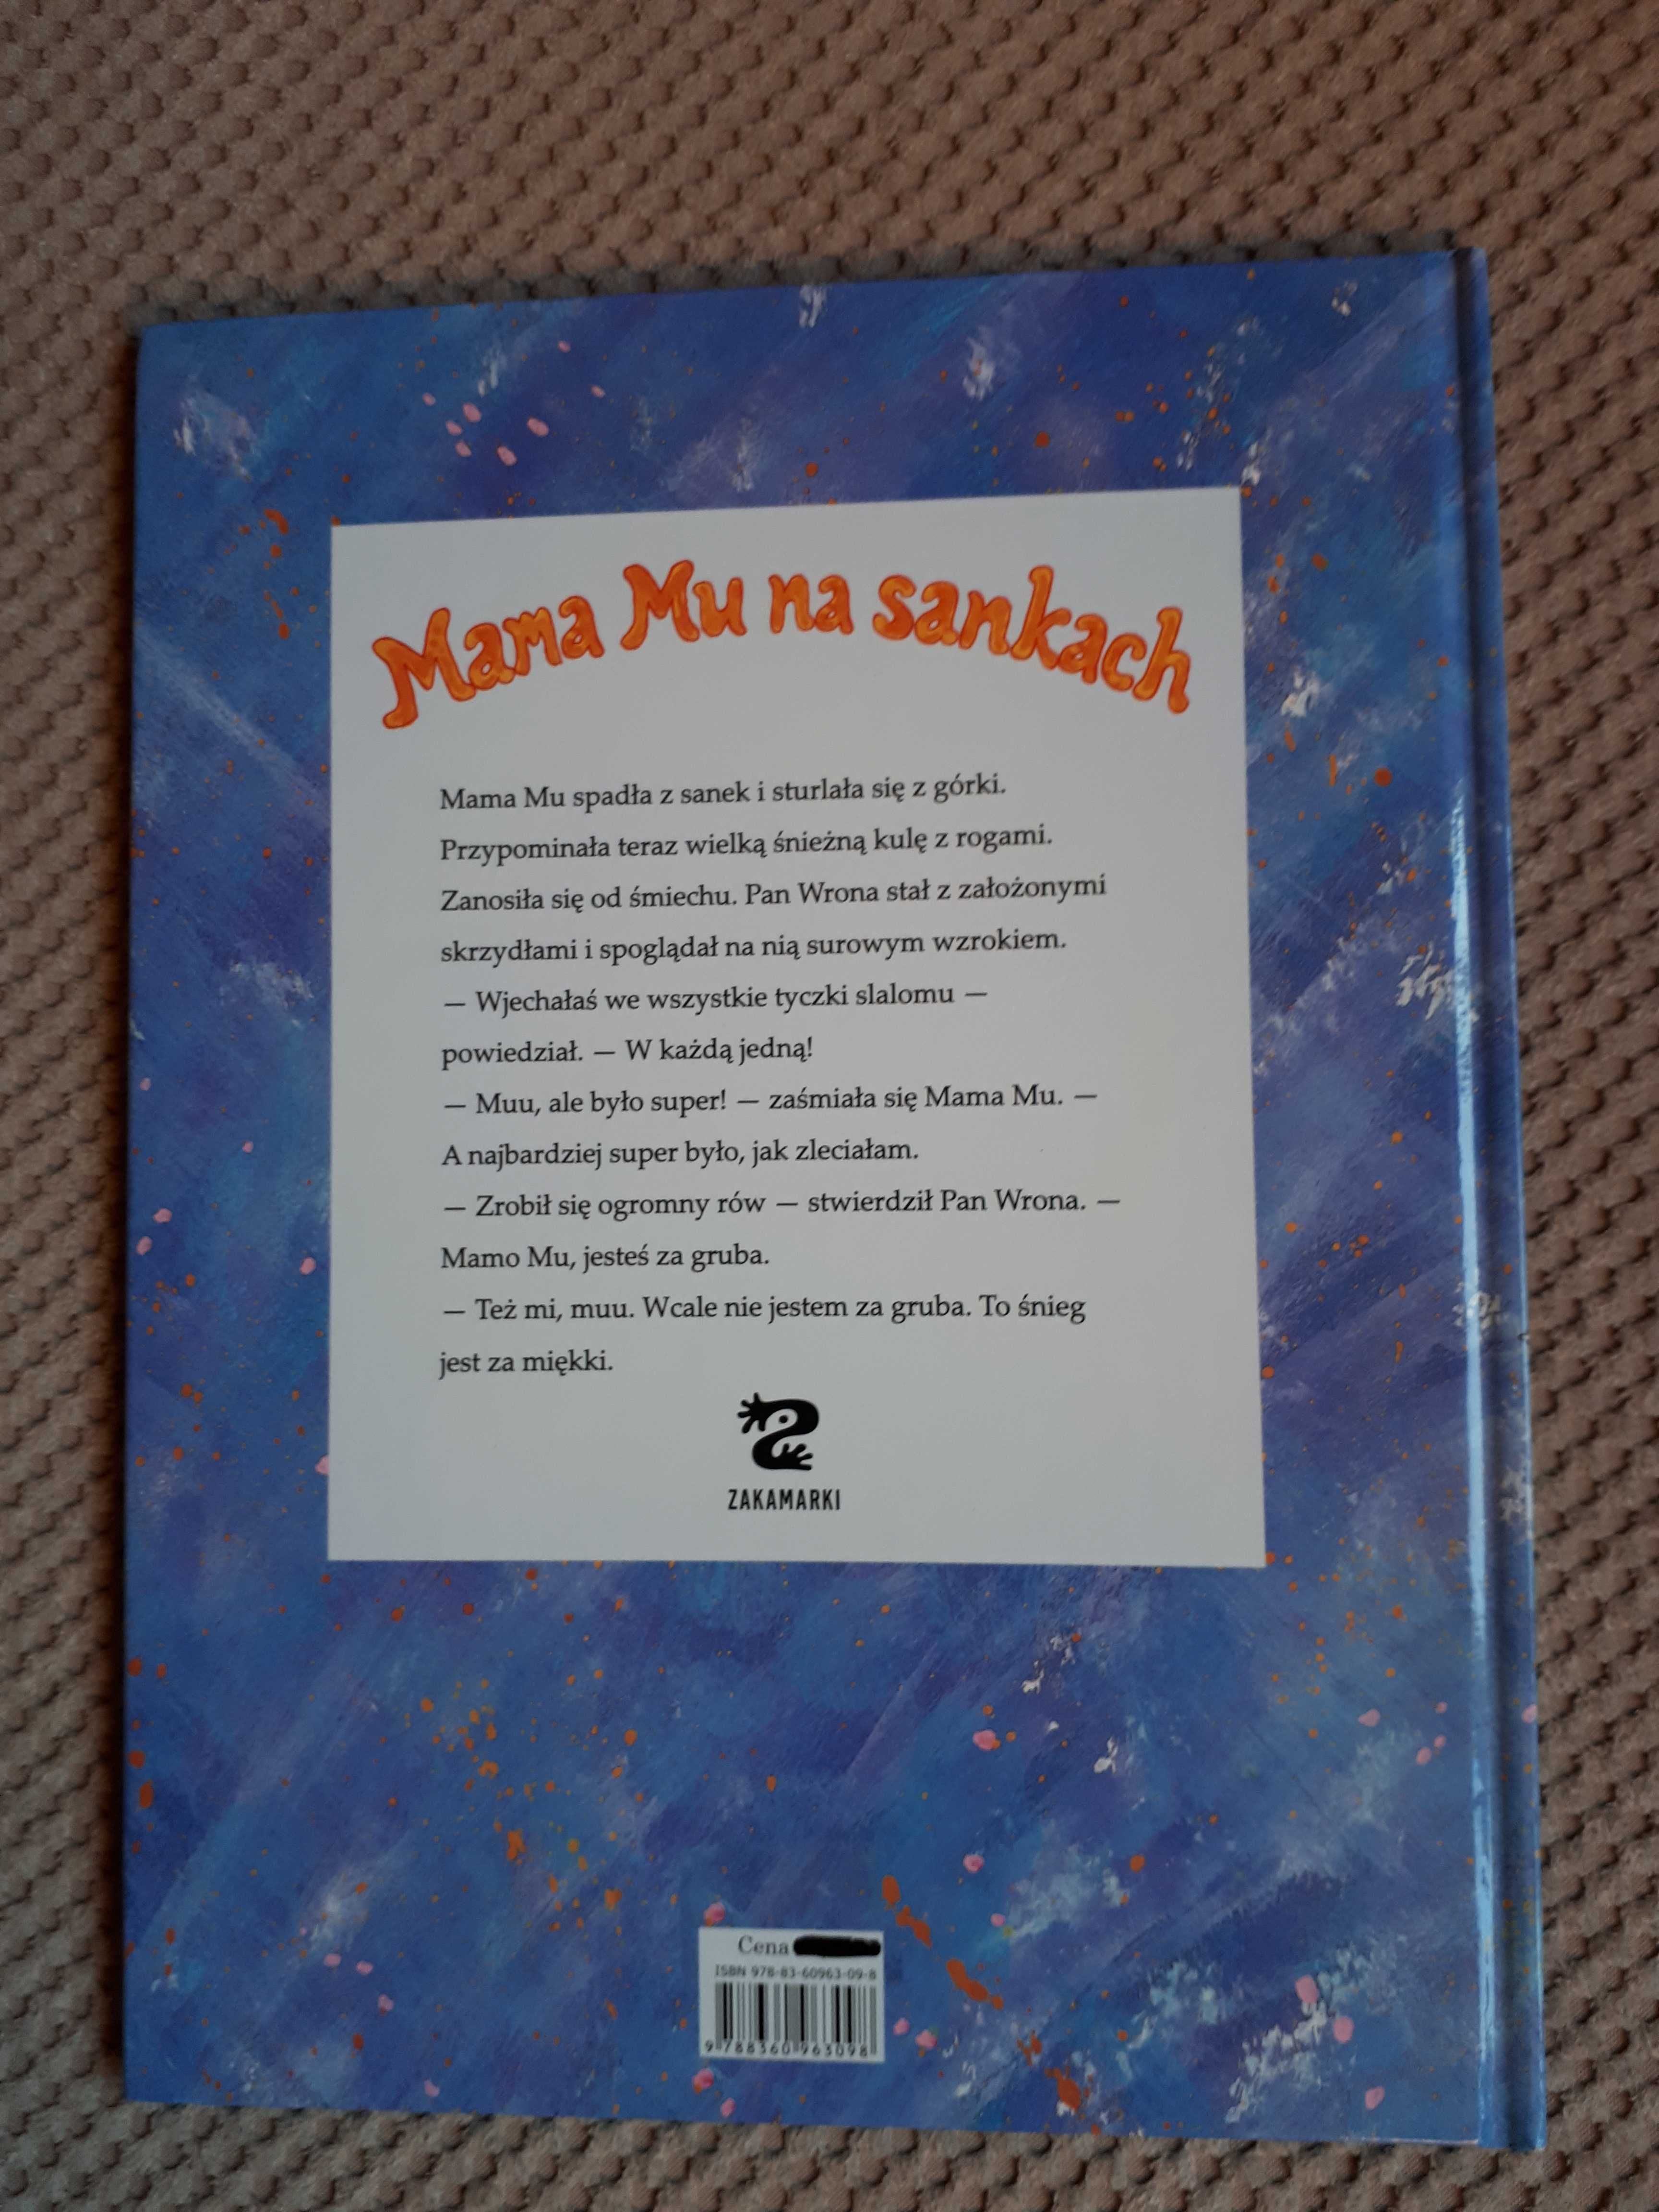 Mama Mu na sankach
Mama Mu spadła z sanek i sturlała się z górki.
Przypominała teraz wielką śnieżną kulę z rogami.
Zanosiła się od śmiechu. Pan Wrona stał z założonymi
skrzydłami i spoglądał na nią surowym wzrokiem.
— Wjechałaś we wszystkie tyczki slalomu —
powiedział. — W każdą jedną!
— Muu, ale było super! — zaśmiała się Mama Mu. —
A najbardziej super było, jak zleciałam.
— Zrobił się ogromny rów — stwierdził Pan Wrona. —
Mamo Mu, jesteś za gruba.
— Też mi, muu. Wcale nie jestem za gruba. To śnieg
jest za miękki.
ZAKAMARKI
Cena
ISBN 978-83-60963-09-8
9 788360 963098